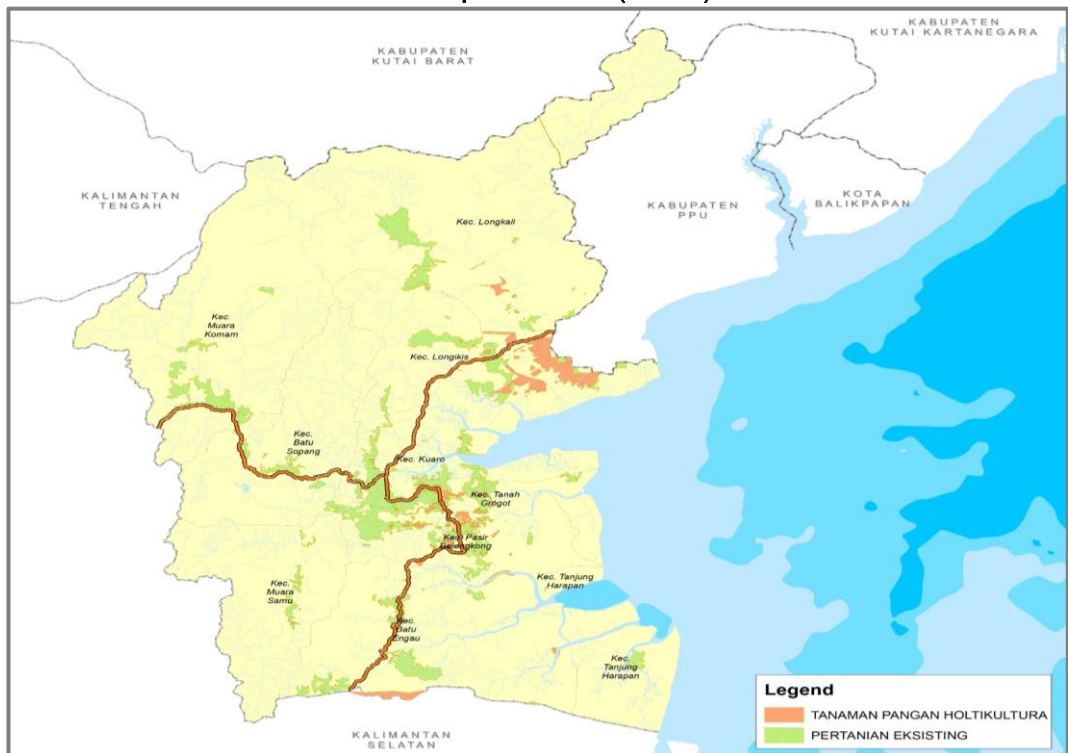 KABUPATEN
KUTAI BARAT
KABUPATEN
KUTAI KARTANEGARA
KALIMANTAN
TENGAH
KABUPATEN
PPU
KOTA
BALIKPAPAN
Kec. Longkali
Kec.
Muara
Komam
Kec. Longikis
Kec.
Batu
Sopang
Kec. Kuaro
Kec. Tanah
Grogot
Kec. Pasir
Belengkong
Kec. Tanjung
Harapan
Kec.
Muara
Samu
Kec.
Batu
Engau
Kec.
Tanjung
Harapan
KALIMANTAN
SELATAN
Legend
TANAMAN PANGAN HOLTIKULTURA
PERTANIAN EKSISTING